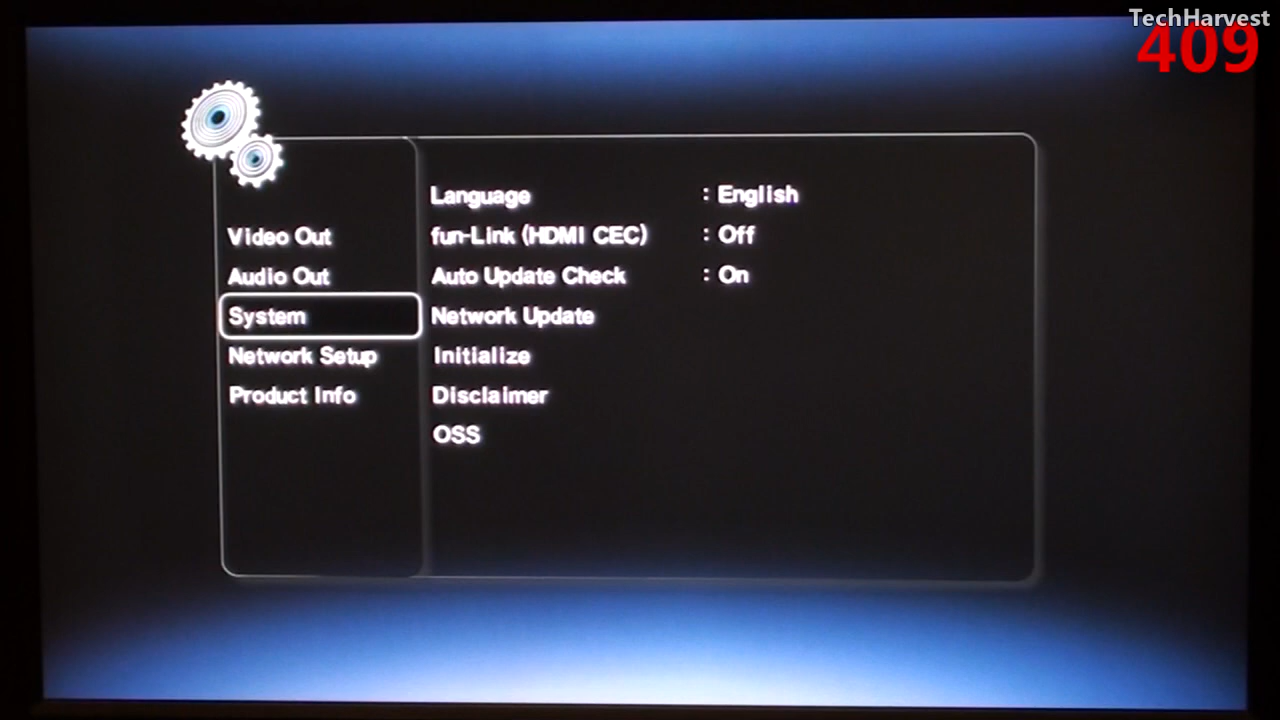 TechHarvest
409
Language : English
Video Out fun-Link (HDMI CEC) : Off
Audio Out Auto Update Check : On
System Network Update
Network Setup Initialize
Product Info Disclaimer
OSS